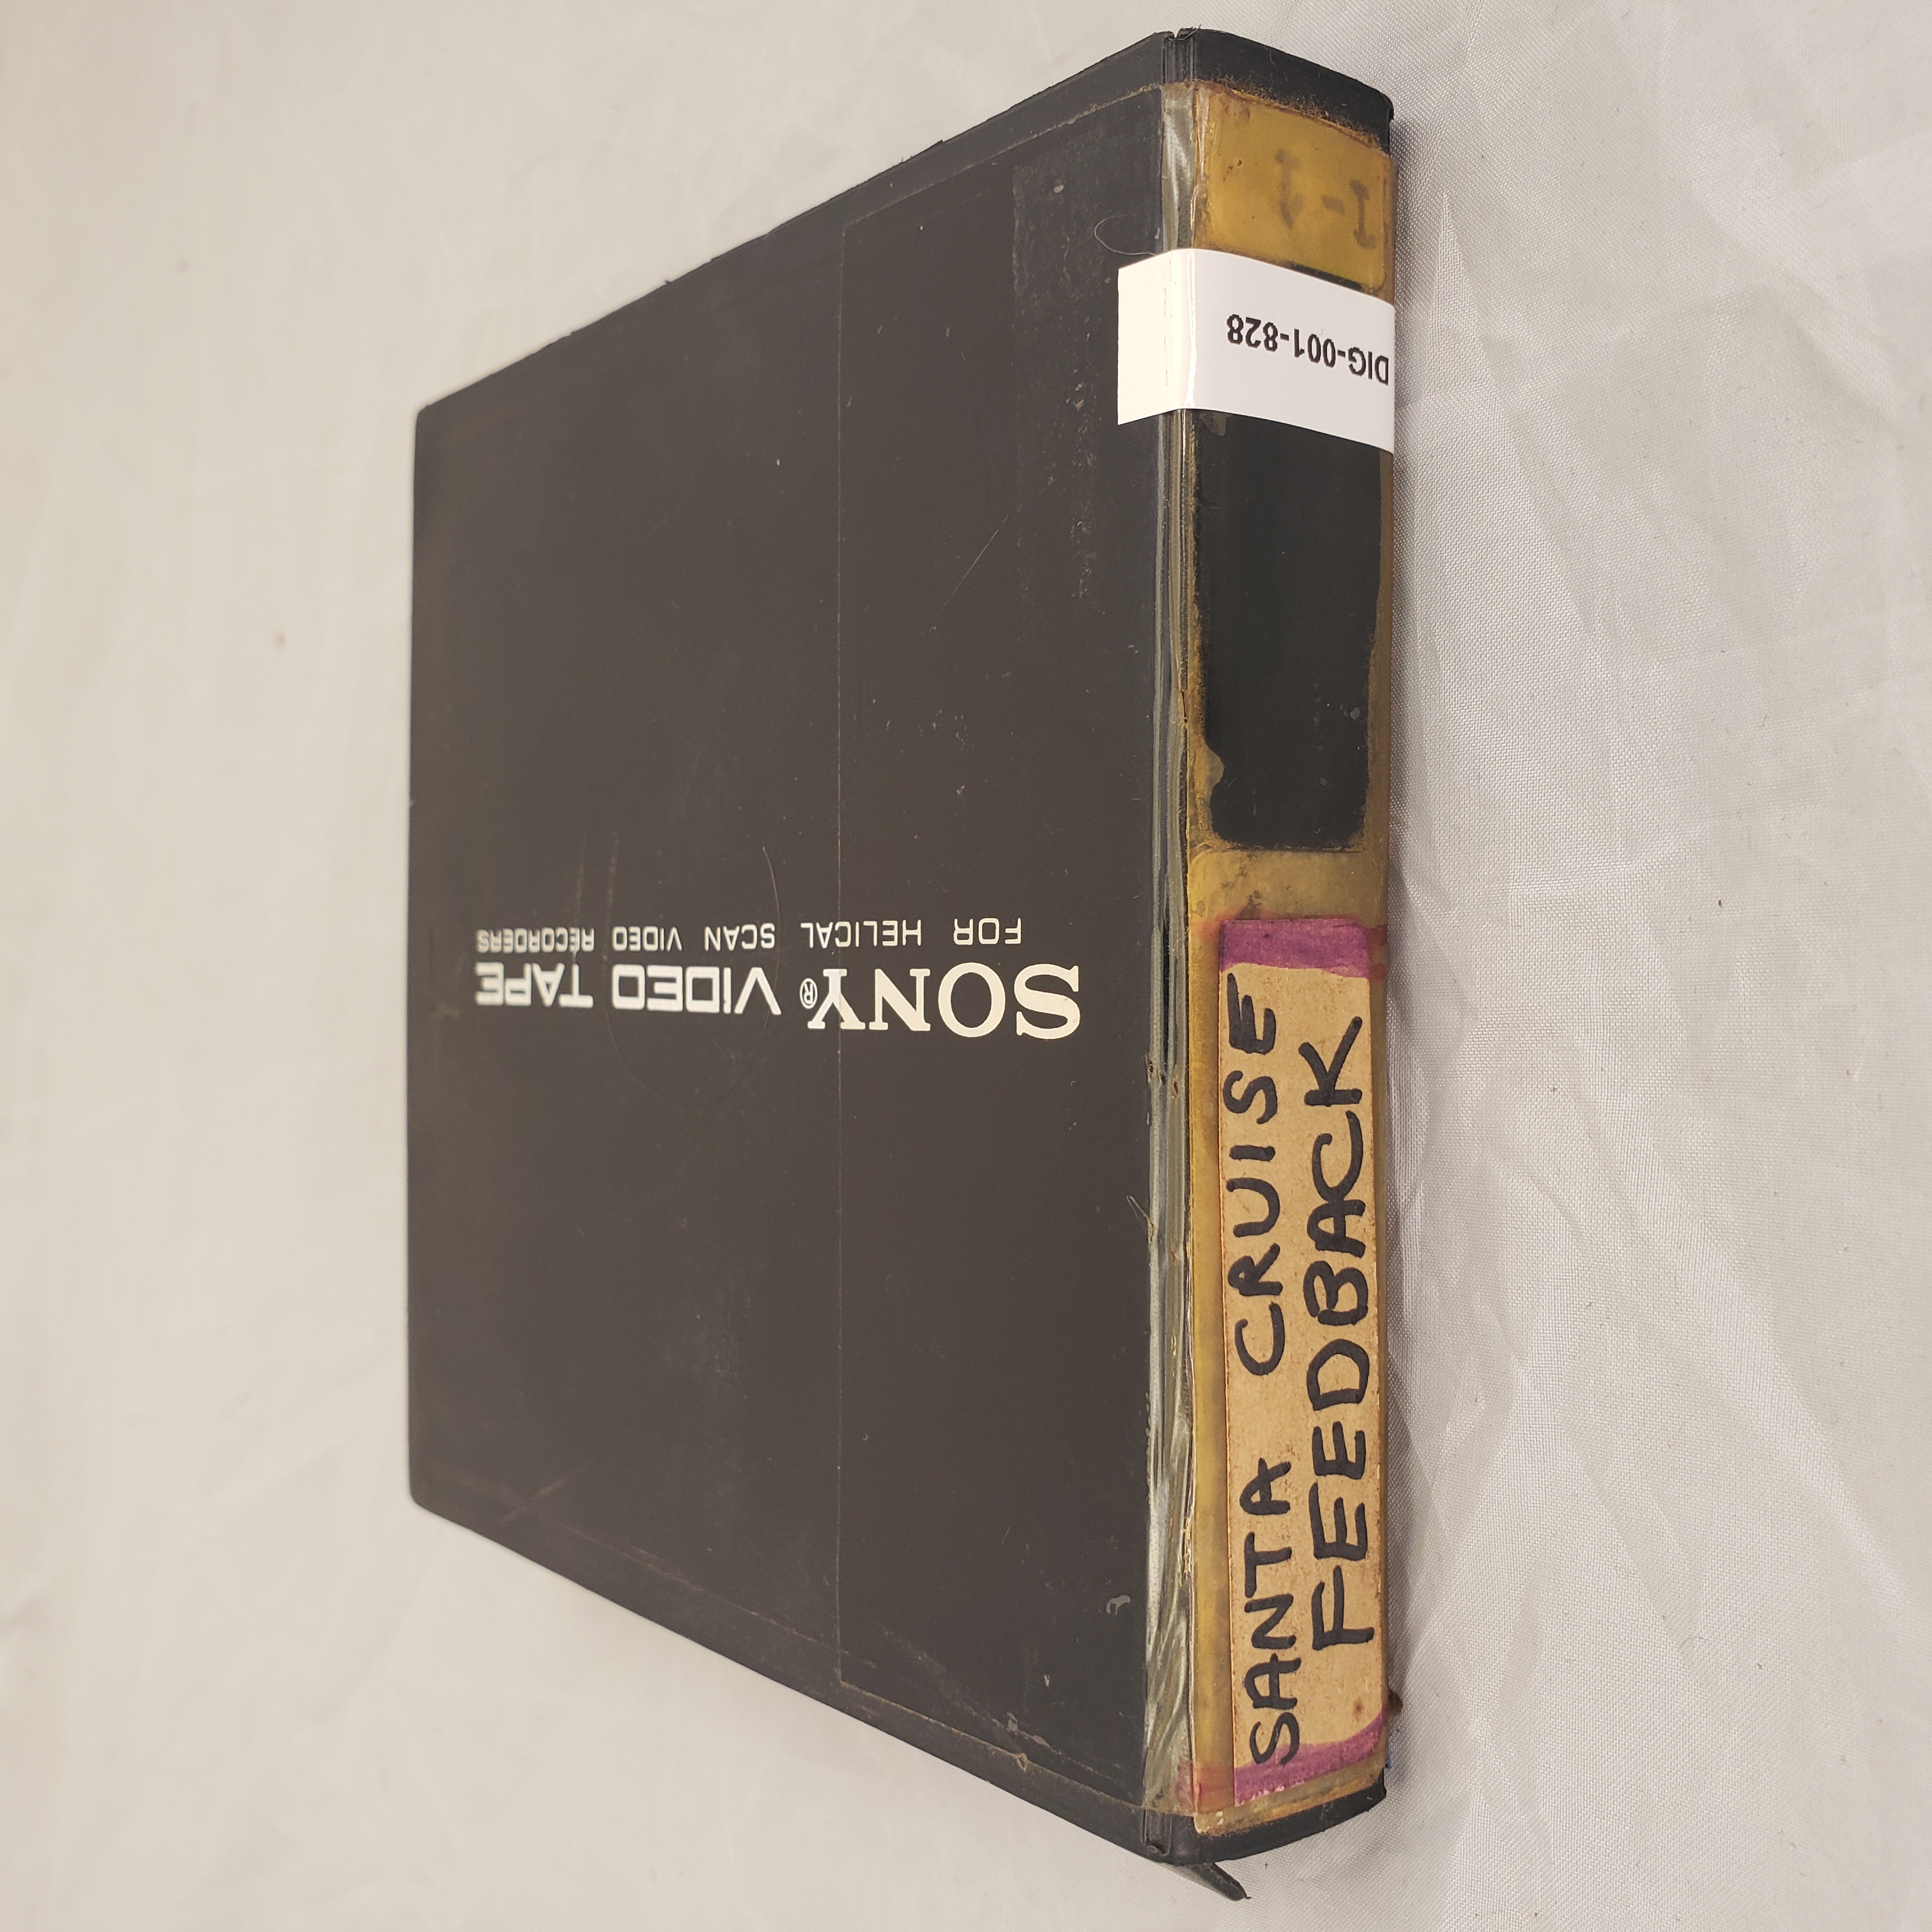 SONY® VIDEO TAPE
FOR HELICAL SCAN VIDEO RECORDERS
DIG-001-828
SANTA CRUISE
FEEDBACK